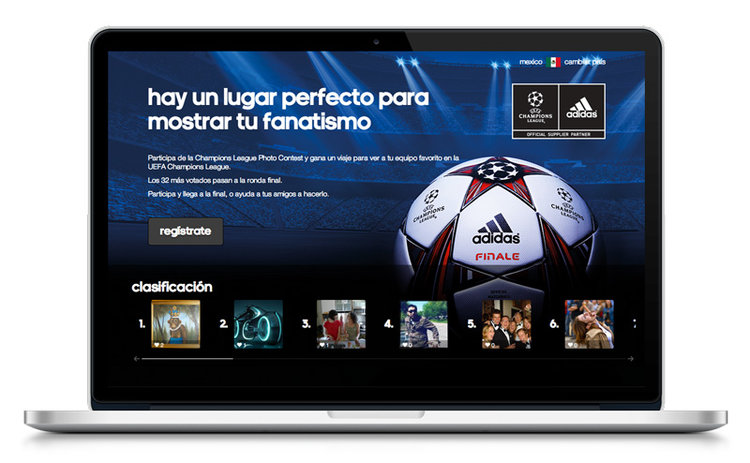 mexico cambiar país
hay un lugar perfecto para
mostrar tu fanatismo
CHAMPIONS
LEAGUE
adidas
OFFICIAL SUPPLIER PARTNER
Participa de la Champions League Photo Contest y gana un viaje para ver a tu equipo favorito en la
UEFA Champions League.
Los 32 más votados pasan a la ronda final.
Participa y llega a la final, o ayuda a tus amigos a hacerlo.
UEFA
CHAMPIONS
LEAGUE
adidas
FINALE
UEFA
CHAMPIONS
LEAGUE
regístrate
clasificación
1. 2. 3. 4. 5. 6.